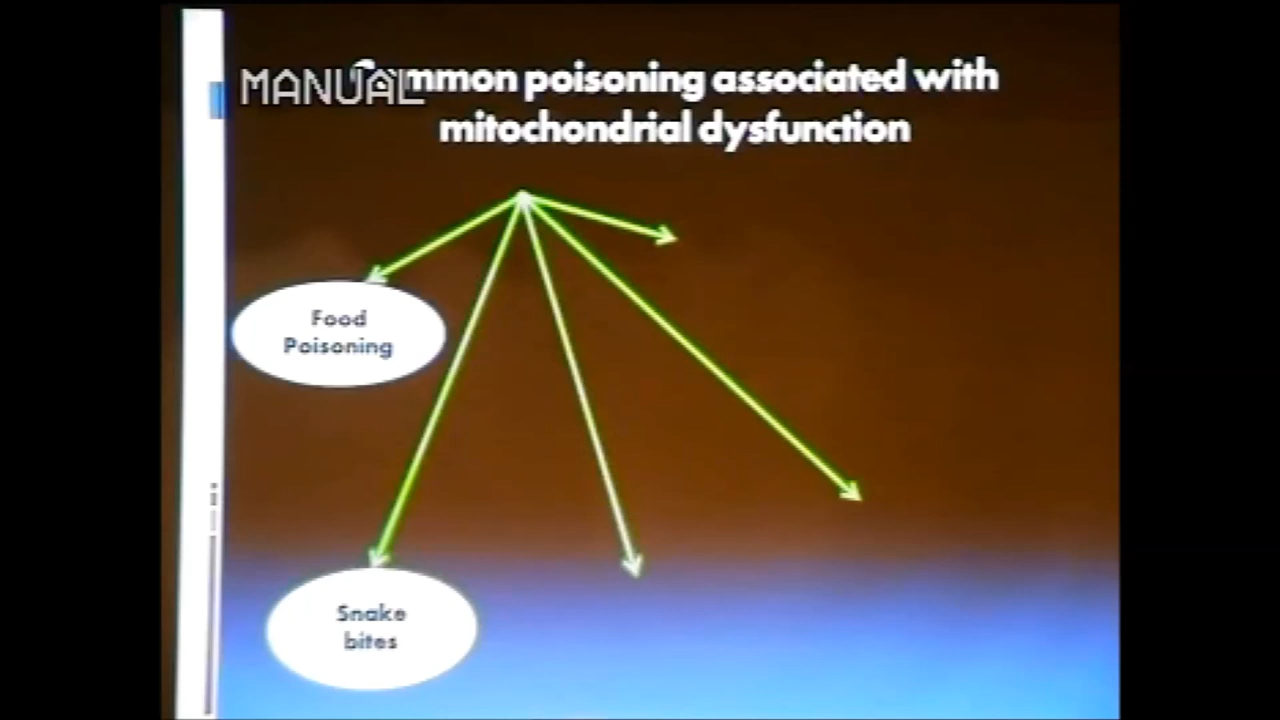 MANUAL
mmon poisoning associated with
mitochondrial dysfunction
Food
Poisoning
Snake
bites